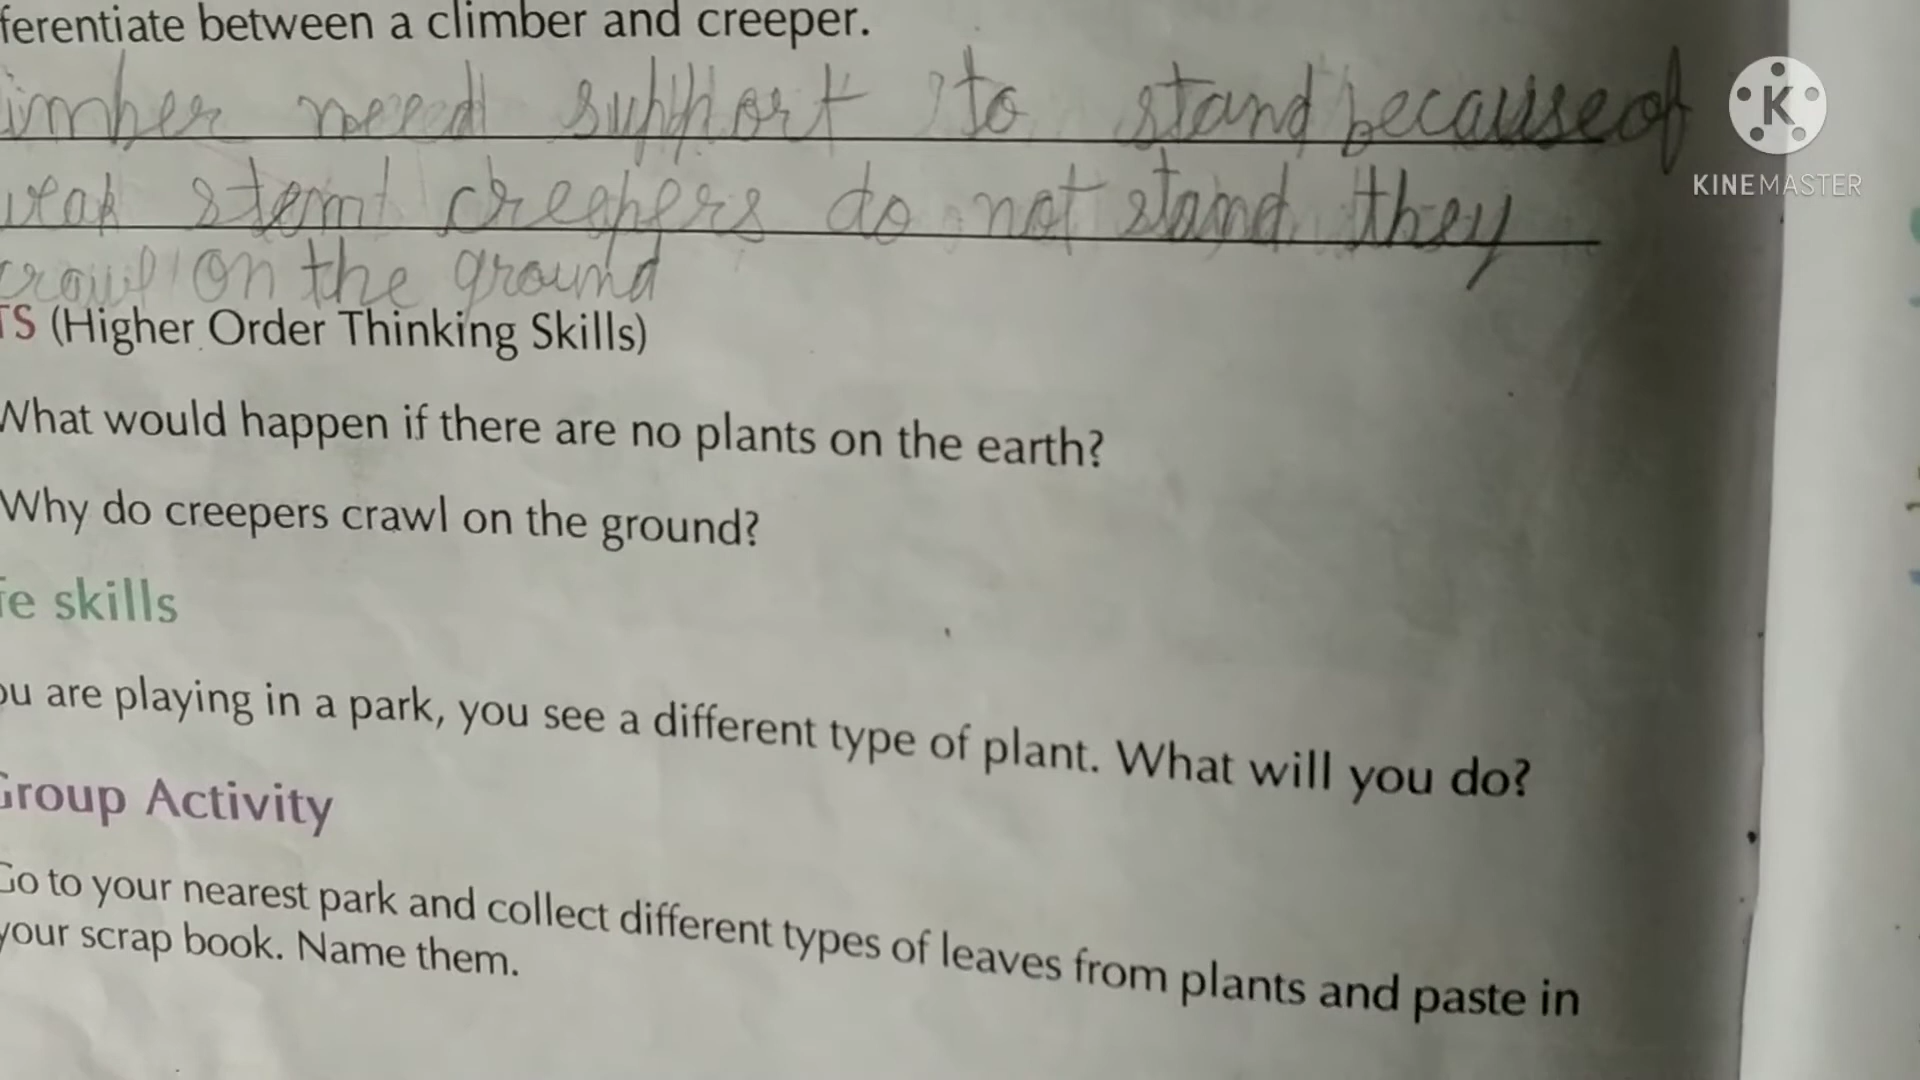 ferentiate between a climber and creeper.
imber need support to stand because of
weak stem creepers do not stand they
crawl on the ground
TS (Higher Order Thinking Skills)
What would happen if there are no plants on the earth?
Why do creepers crawl on the ground?
fe skills
ou are playing in a park, you see a different type of plant. What will you do?
Group Activity
Go to your nearest park and collect different types of leaves from plants and paste in
your scrap book. Name them.
K
KINEMASTER